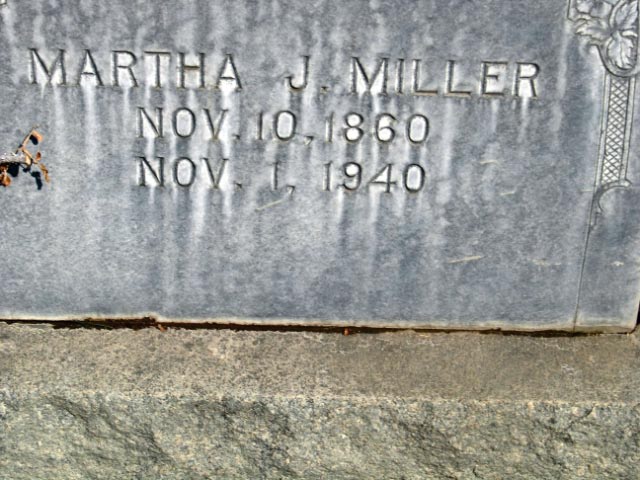 MARTHA J. MILLER
NOV. 10, 1860
NOV. 1, 1940